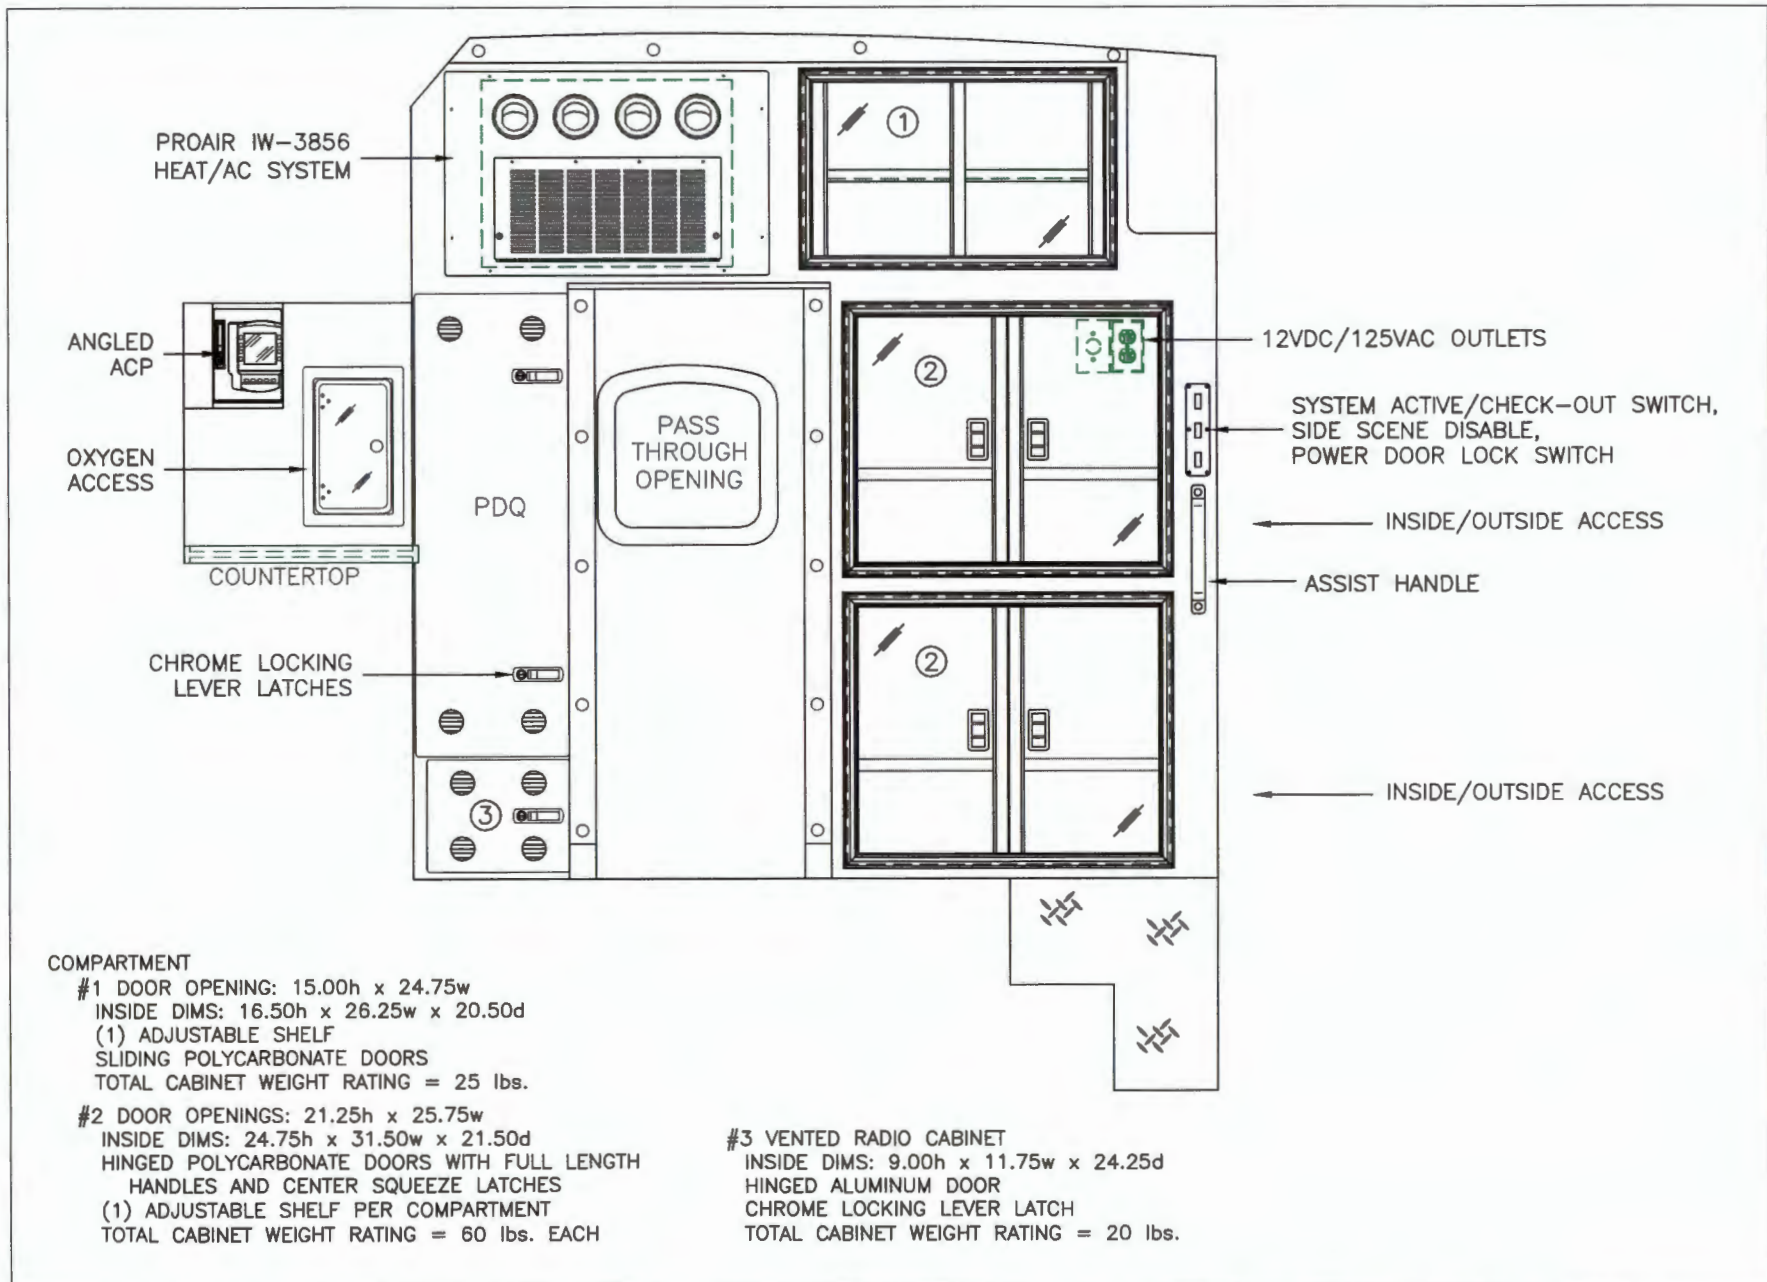 PROAIR IW-3856
HEAT/AC SYSTEM
①
ANGLED
ACP
②
12VDC/125VAC OUTLETS
SYSTEM ACTIVE/CHECK-OUT SWITCH,
SIDE SCENE DISABLE,
POWER DOOR LOCK SWITCH
OXYGEN
ACCESS
PDQ
PASS
THROUGH
OPENING
INSIDE/OUTSIDE ACCESS
COUNTERTOP
ASSIST HANDLE
CHROME LOCKING
LEVER LATCHES
②
③
INSIDE/OUTSIDE ACCESS
COMPARTMENT
#1 DOOR OPENING: 15.00h x 24.75w
INSIDE DIMS: 16.50h x 26.25w x 20.50d
(1) ADJUSTABLE SHELF
SLIDING POLYCARBONATE DOORS
TOTAL CABINET WEIGHT RATING = 25 lbs.
#2 DOOR OPENINGS: 21.25h x 25.75w
INSIDE DIMS: 24.75h x 31.50w x 21.50d
HINGED POLYCARBONATE DOORS WITH FULL LENGTH
HANDLES AND CENTER SQUEEZE LATCHES
(1) ADJUSTABLE SHELF PER COMPARTMENT
TOTAL CABINET WEIGHT RATING = 60 lbs. EACH
#3 VENTED RADIO CABINET
INSIDE DIMS: 9.00h x 11.75w x 24.25d
HINGED ALUMINUM DOOR
CHROME LOCKING LEVER LATCH
TOTAL CABINET WEIGHT RATING = 20 lbs.